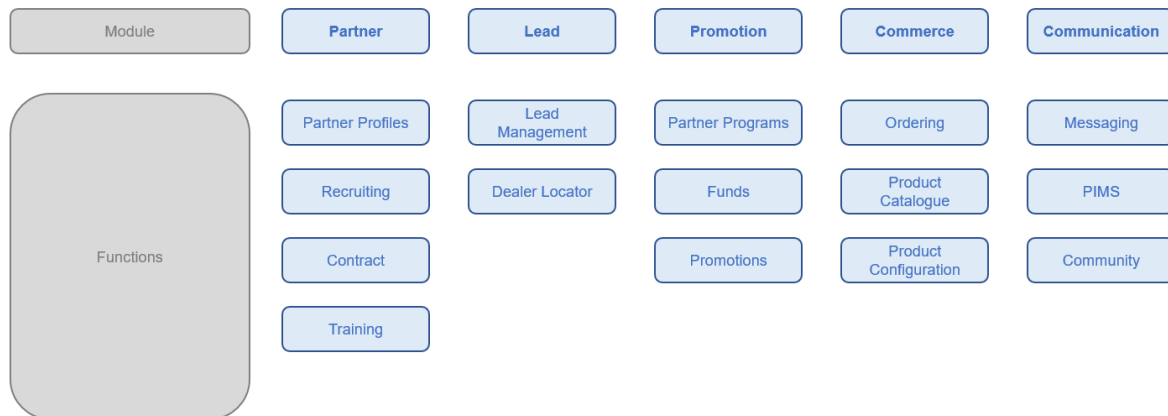 Module
Partner
Lead
Promotion
Commerce
Communication
Functions
Partner Profiles
Lead
Management
Partner Programs
Ordering
Messaging
Recruiting
Dealer Locator
Funds
Product
Catalogue
PIMS
Contract
Promotions
Product
Configuration
Community
Training